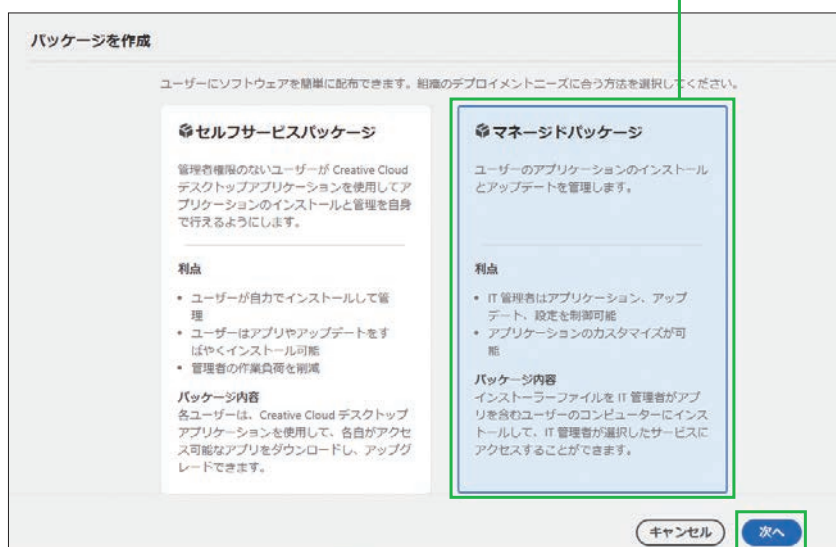 パッケージを作成
ユーザーにソフトウェアを簡単に配布できます。組織のデプロイメントニーズに合う方法を選択してください。
セルフサービスパッケージ
管理者権限のないユーザーが Creative Cloud
デスクトップアプリケーションを使用してア
プリケーションのインストールと管理を自身
で行えるようにします。
利点
• ユーザーが自力でインストールして管
理
• ユーザーはアプリやアップデートをす
ばやくインストール可能
• 管理者の作業負荷を削減
パッケージ内容
各ユーザーは、Creative Cloud デスクトップ
アプリケーションを使用して、各自がアクセ
ス可能なアプリをダウンロードし、アップグ
レードできます。
マネージドパッケージ
ユーザーのアプリケーションのインストール
とアップデートを管理します。
利点
• IT 管理者はアプリケーション、アップ
デート、設定を制御可能
• アプリケーションのカスタマイズが可
能
パッケージ内容
インストーラーファイルを IT 管理者がアプ
リを含むユーザーのコンピューターにインス
トールして、IT 管理者が選択したサービスに
アクセスすることができます。
キャンセル
次へ